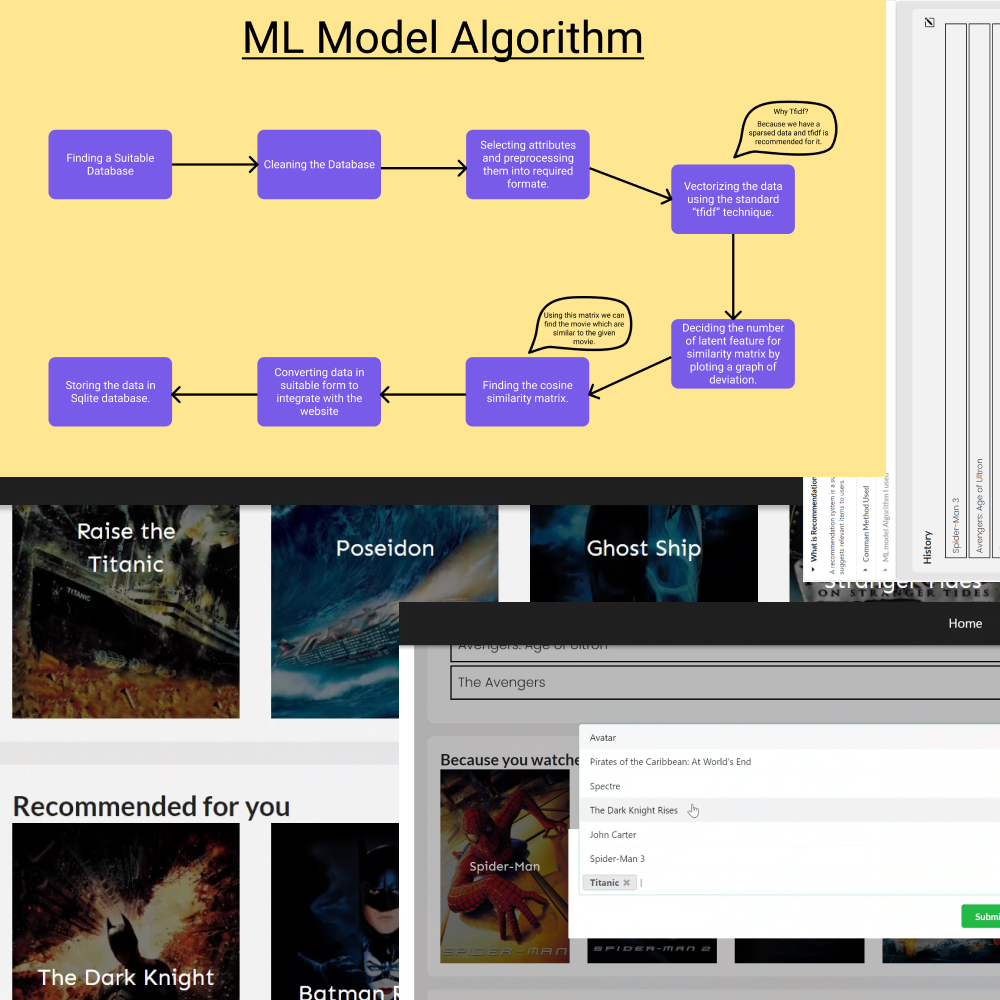 ML Model Algorithm
Finding a Suitable
Database
Cleaning the Database
Selecting attributes
and preprocessing
them into required
formate.
Why Tfidf?
Because we have a
sparsed data and tfidf is
recommended for it.
Vectorizing the data
using the standard
"tfidf" technique.
Deciding the number
of latent feature for
similarity matrix by
ploting a graph of
deviation.
Using this matrix we can
find the movie which are
similar to the given
movie.
Finding the cosine
similarity matrix.
Converting data in
suitable form to
integrate with the
website
Storing the data in
Sqlite database.
What is Recommendation
A recommendation system is a
suggests relevant items to users.
Comman Method Used
ML model Algorithm I used
History
Spider-Man 3
Avengers: Age of Ultron
Raise the
Titanic
TITANIC
Poseidon
Ghost Ship
Stranger Tides
ON STRANGER TIDES
Recommended for you
The Dark Knight
Batman
Home
Avengers: Age of Ultron
The Avengers
Because you watche
Spider-Man
SPIDER-MAN
SPIDER-MAN 2
Avatar
Pirates of the Caribbean: At World's End
Spectre
The Dark Knight Rises
John Carter
Spider-Man 3
Titanic
Submi